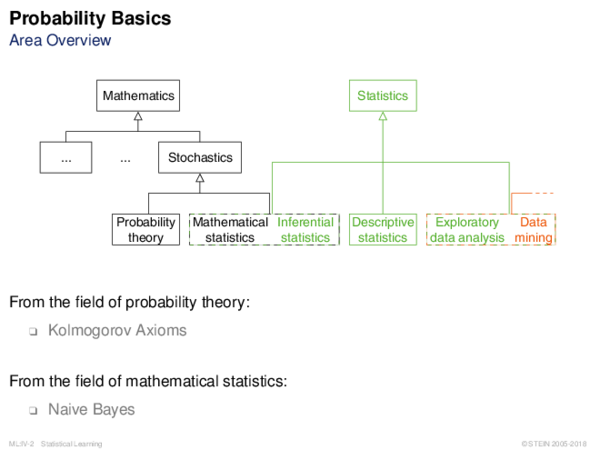 Probability Basics
Area Overview
Mathematics
Statistics
...
...
Stochastics
Probability
theory
Mathematical
statistics
Inferential
statistics
Descriptive
statistics
Exploratory
data analysis
Data
mining
From the field of probability theory:
❑ Kolmogorov Axioms
From the field of mathematical statistics:
❑ Naive Bayes
ML:IV-2 Statistical Learning
© STEIN 2005-2018